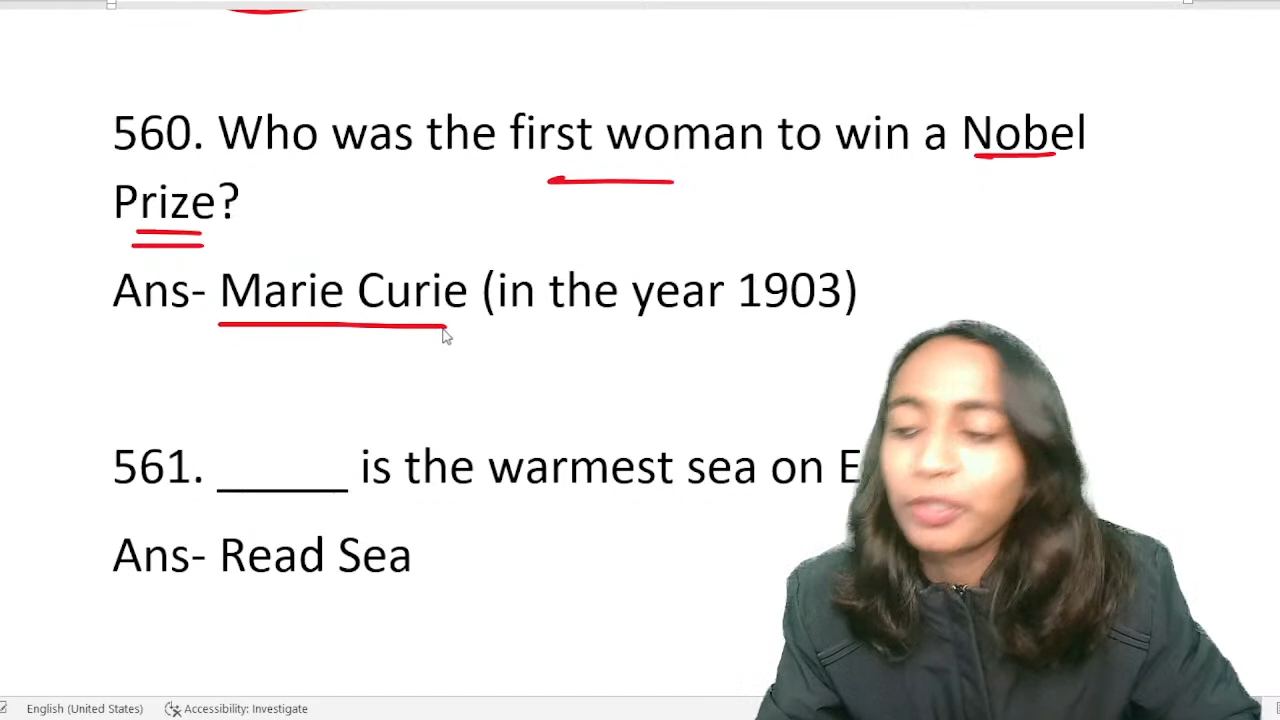 560. Who was the first woman to win a Nobel
Prize?
Ans- Marie Curie (in the year 1903)
561. _____ is the warmest sea on E
Ans- Read Sea
English (United States) Accessibility: Investigate